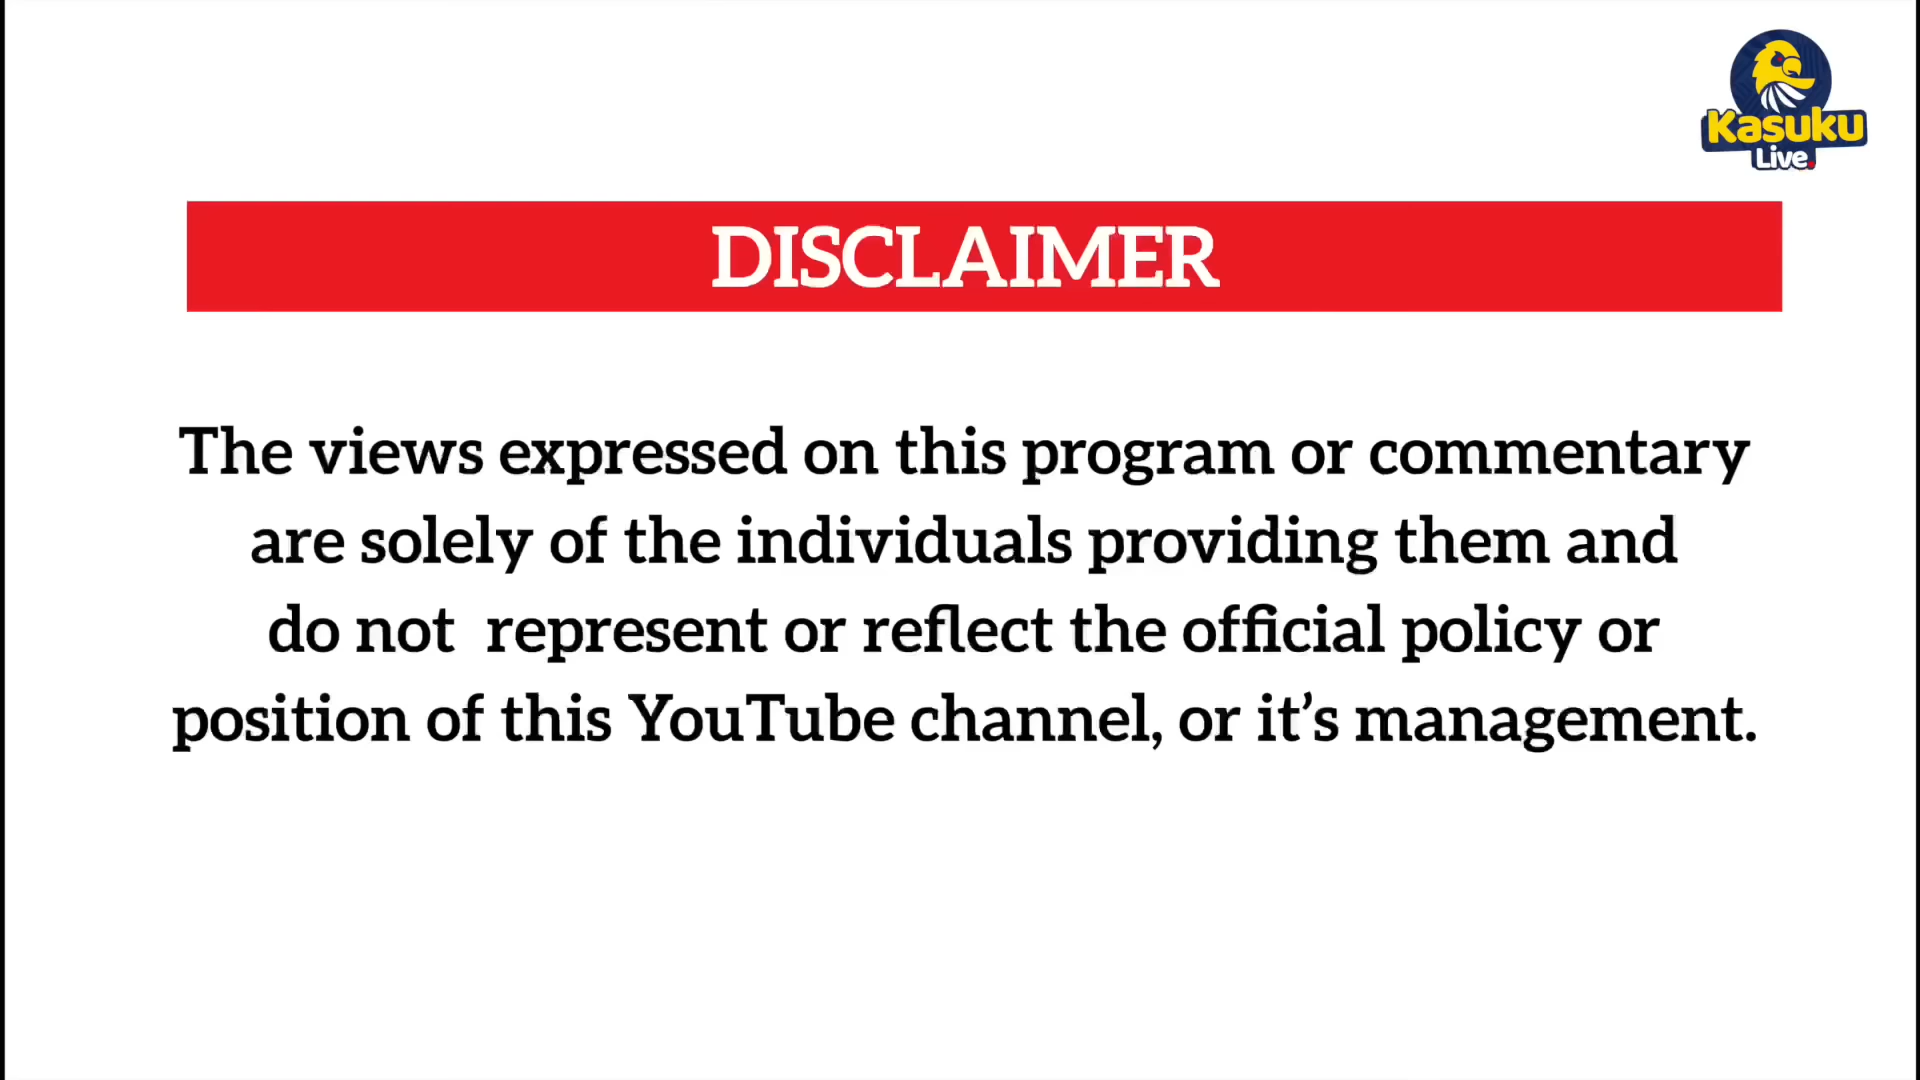 Kasuku
Live.
DISCLAIMER
The views expressed on this program or commentary
are solely of the individuals providing them and
do not  represent or reflect the official policy or
position of this YouTube channel, or it’s management.